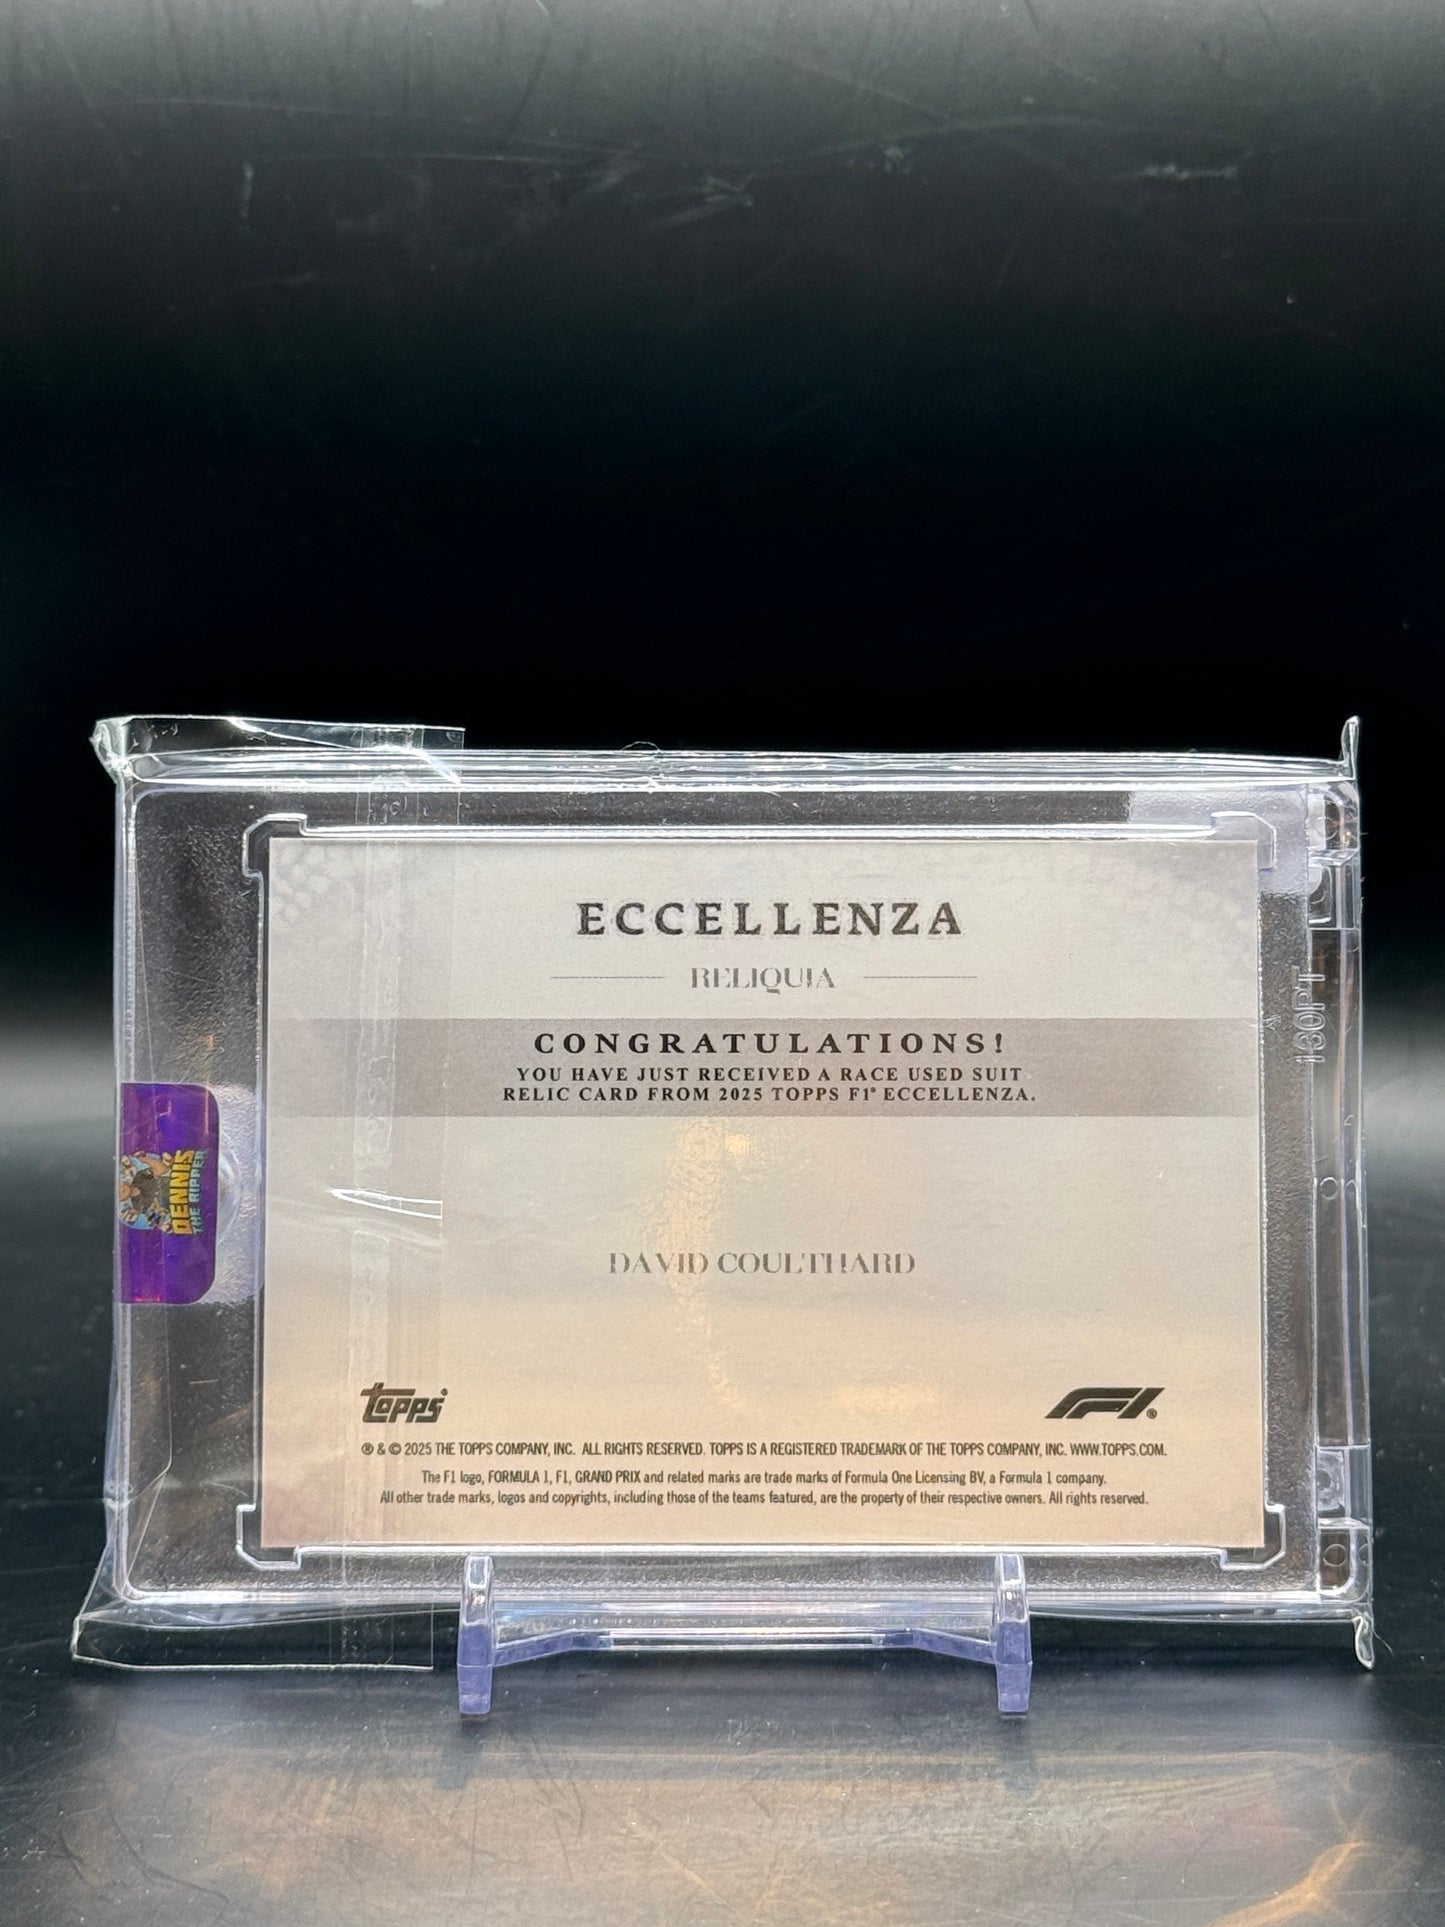 ECCELLENZA
RELIQUIA
CONGRATULATIONS!
YOU HAVE JUST RECEIVED A RACE USED SUIT
RELIC CARD FROM 2025 TOPPS F1® ECCELLENZA.
DAVID COULTHARD
topps®
F1®
® & © 2025 THE TOPPS COMPANY, INC. ALL RIGHTS RESERVED. TOPPS IS A REGISTERED TRADEMARK OF THE TOPPS COMPANY, INC. WWW.TOPPS.COM.
The F1 logo, FORMULA 1, F1, GRAND PRIX and related marks are trade marks of Formula One Licensing BV, a Formula 1 company.
All other trade marks, logos and copyrights, including those of the teams featured, are the property of their respective owners. All rights reserved.
DENNIS
THE RIPPER
130PT